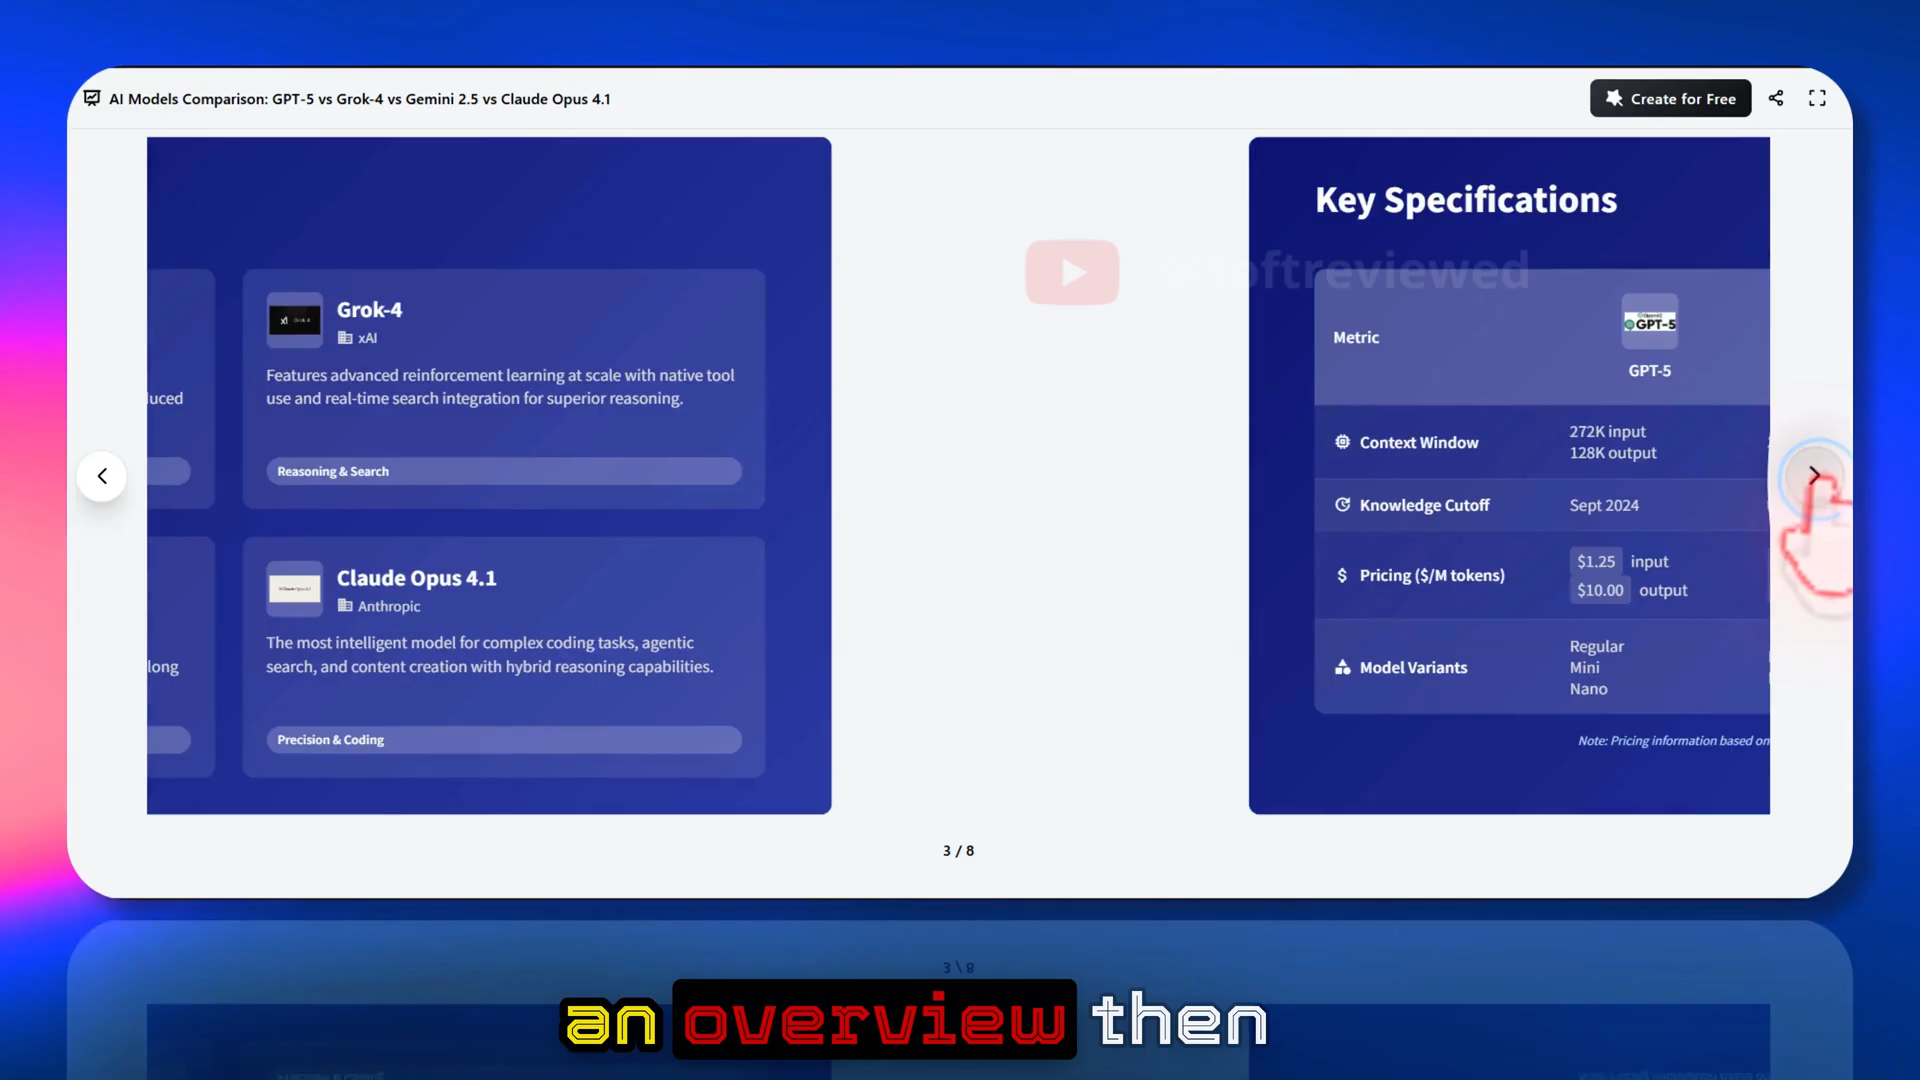 AI Models Comparison: GPT-5 vs Grok-4 vs Gemini 2.5 vs Claude Opus 4.1
Create for Free
uced
long
Grok-4
xAI
Features advanced reinforcement learning at scale with native tool
use and real-time search integration for superior reasoning.
Reasoning & Search
Claude Opus 4.1
Anthropic
The most intelligent model for complex coding tasks, agentic
search, and content creation with hybrid reasoning capabilities.
Precision & Coding
oftreviewed
Key Specifications
Metric
GPT-5
GPT-5
Context Window
272K input
128K output
Knowledge Cutoff
Sept 2024
Pricing ($/M tokens)
$1.25 input
$10.00 output
Model Variants
Regular
Mini
Nano
Note: Pricing information based on
3 / 8
an overview then